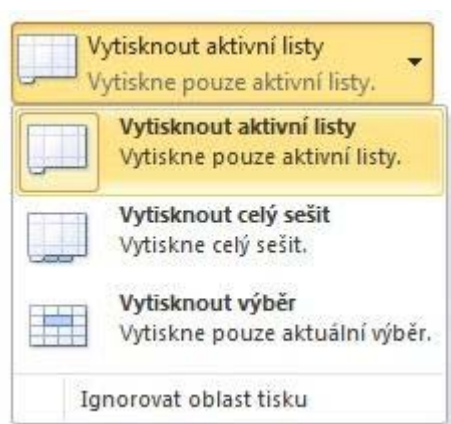 Vytisknout aktivní listy
Vytiskne pouze aktivní listy.
Vytisknout aktivní listy
Vytiskne pouze aktivní listy.
Vytisknout celý sešit
Vytiskne celý sešit.
Vytisknout výběr
Vytiskne pouze aktuální výběr.
Ignorovat oblast tisku